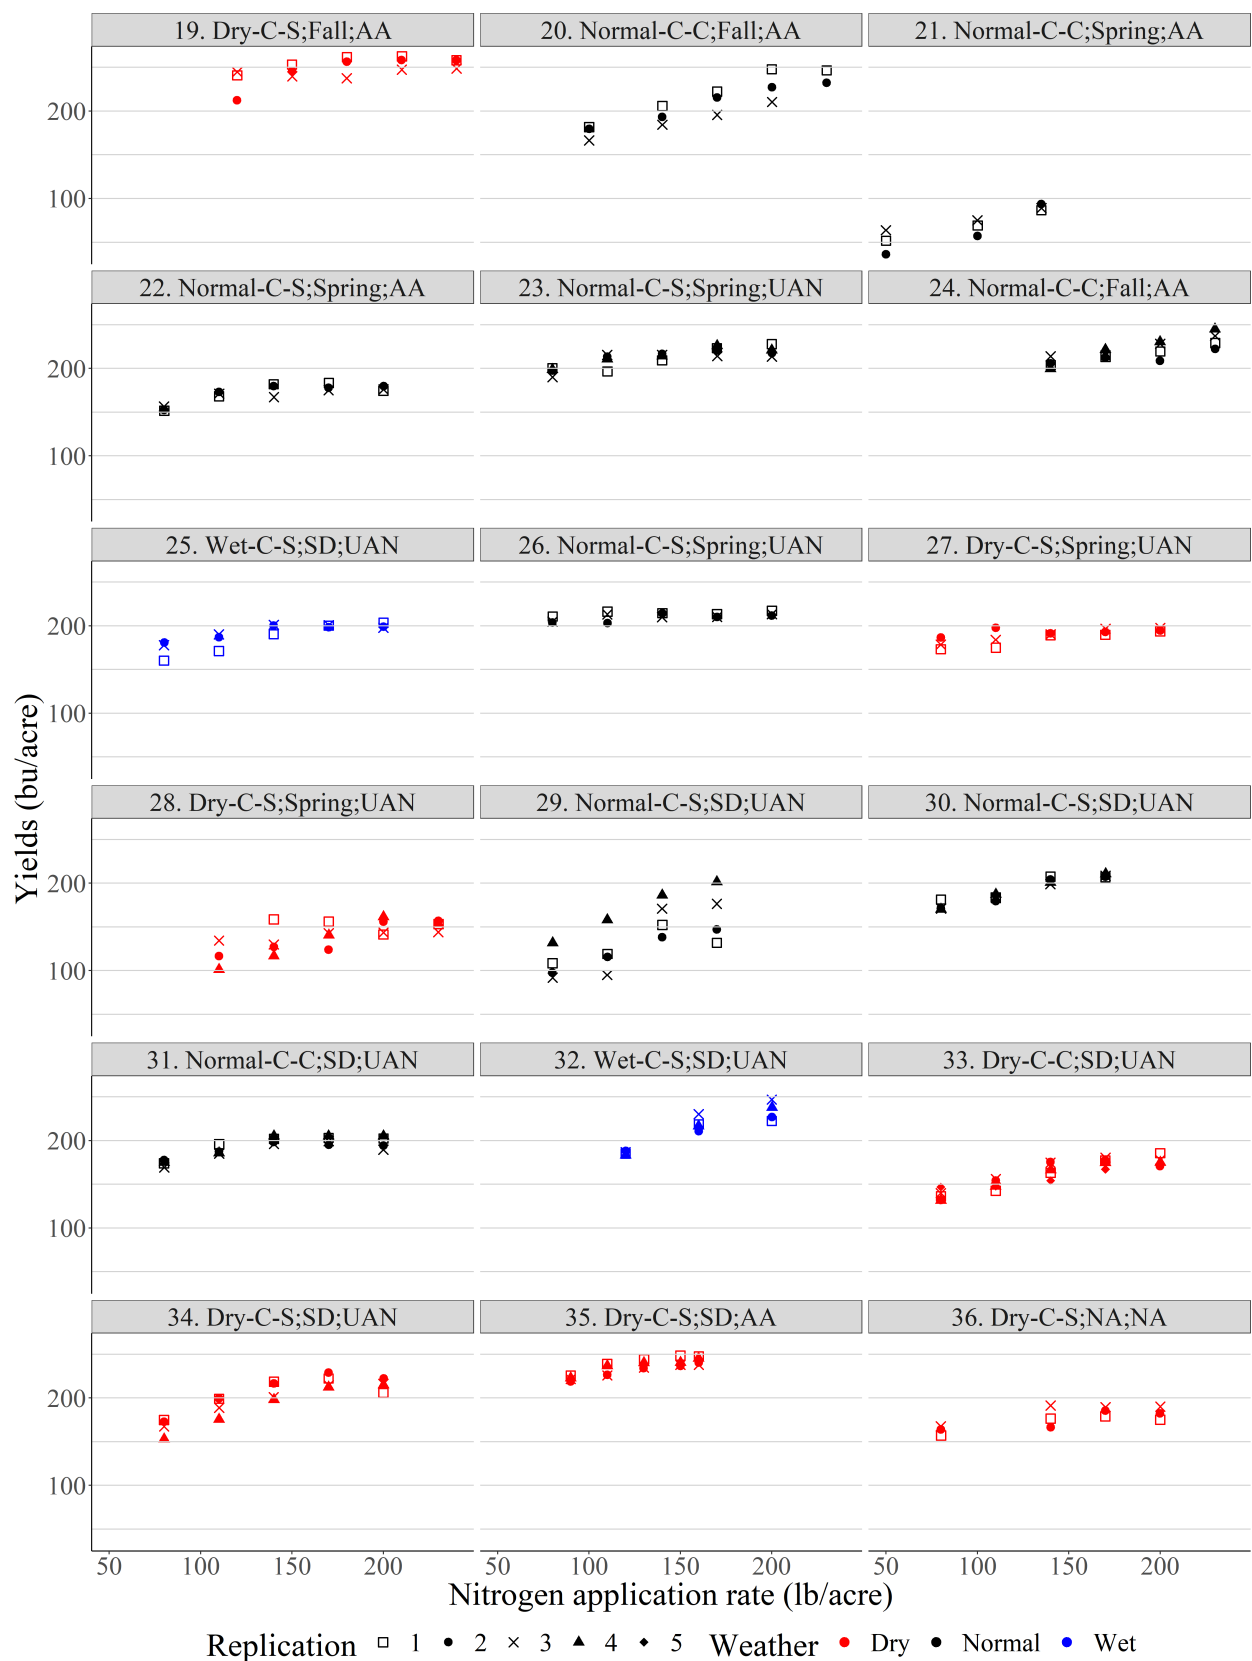 19. Dry-C-S;Fall;AA
20. Normal-C-C;Fall;AA
21. Normal-C-C;Spring;AA
200
100
22. Normal-C-S;Spring;AA
23. Normal-C-S;Spring;UAN
24. Normal-C-C;Fall;AA
200
100
25. Wet-C-S;SD;UAN
26. Normal-C-S;Spring;UAN
27. Dry-C-S;Spring;UAN
200
100
Yields (bu/acre)
28. Dry-C-S;Spring;UAN
29. Normal-C-S;SD;UAN
30. Normal-C-S;SD;UAN
200
100
31. Normal-C-C;SD;UAN
32. Wet-C-S;SD;UAN
33. Dry-C-C;SD;UAN
200
100
34. Dry-C-S;SD;UAN
35. Dry-C-S;SD;AA
36. Dry-C-S;NA;NA
200
100
50 100 150 200 50 100 150 200 50 100 150 200
Nitrogen application rate (lb/acre)
Replication 1 2 3 4 5 Weather Dry Normal Wet